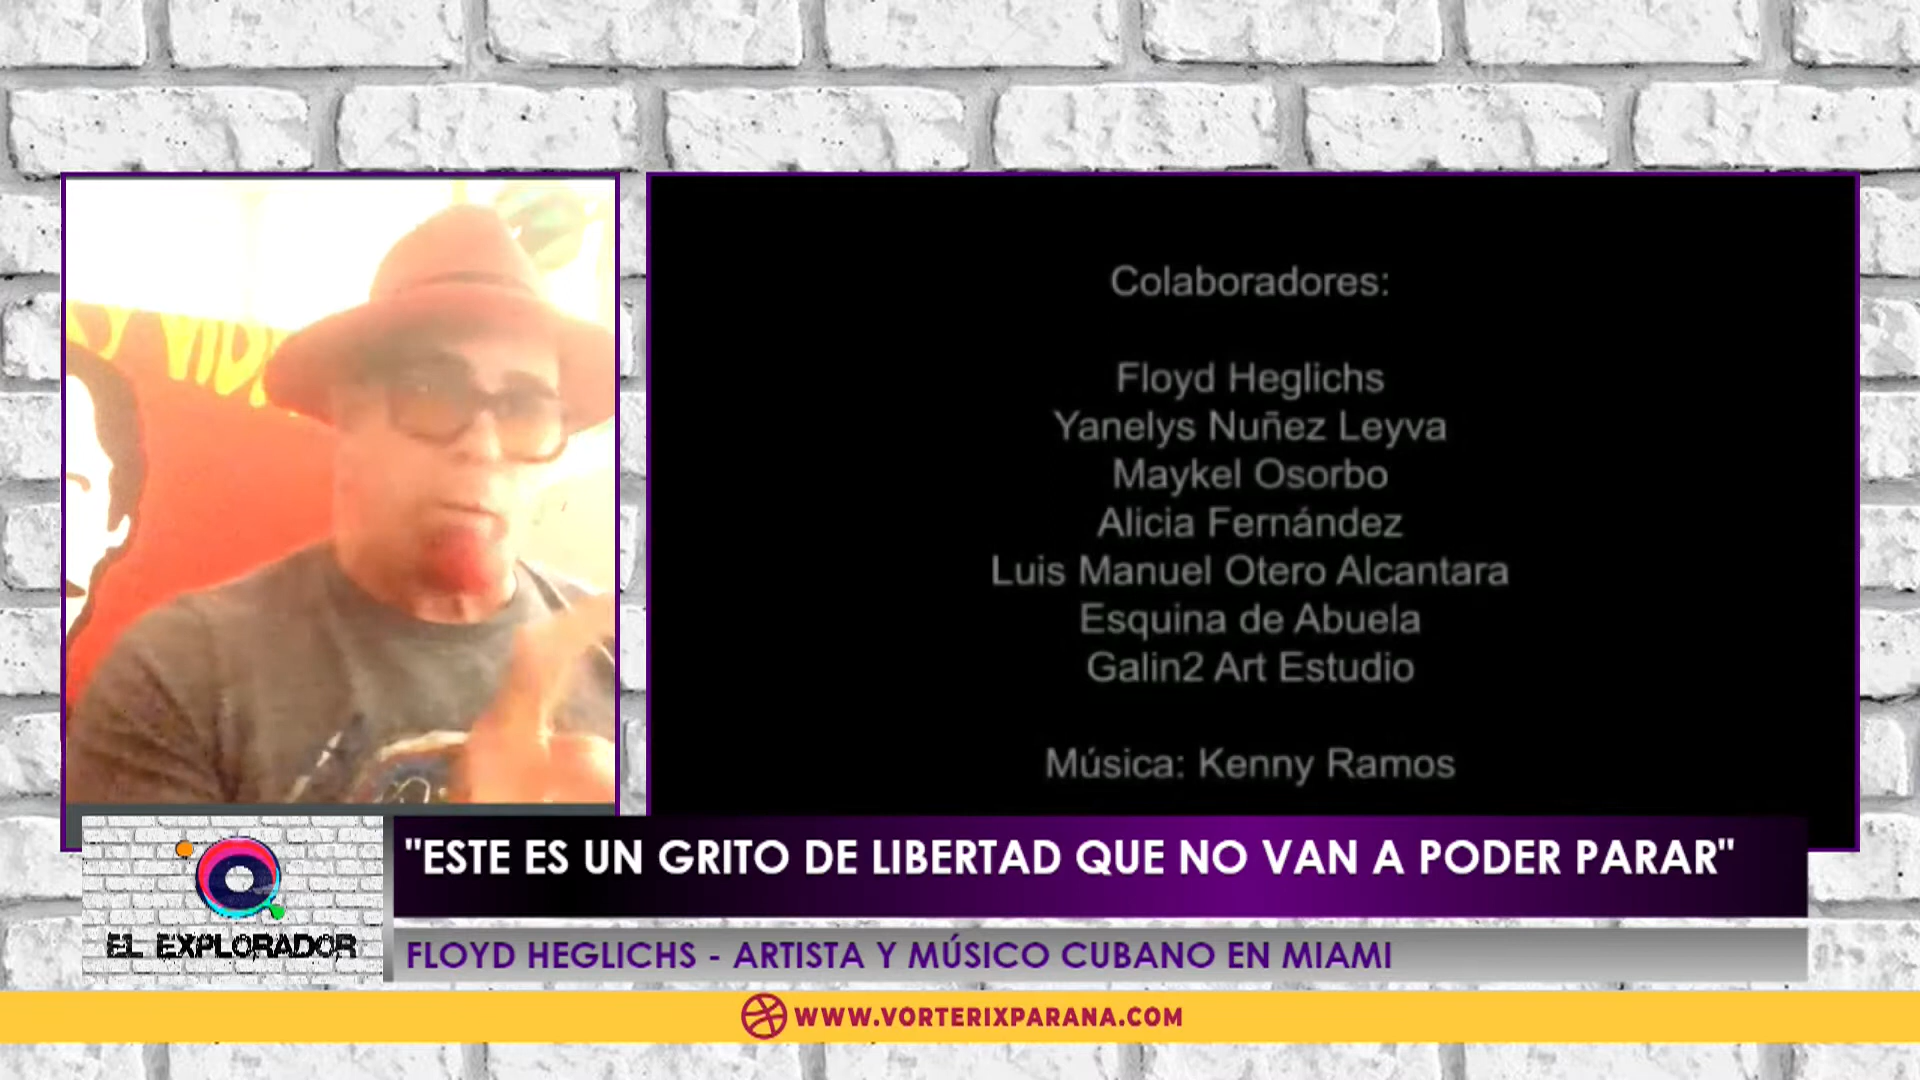 Y VIDA
Colaboradores:
Floyd Heglichs
Yanelys Nuñez Leyva
Maykel Osorbo
Alicia Fernández
Luis Manuel Otero Alcantara
Esquina de Abuela
Galin2 Art Estudio
Música: Kenny Ramos
"ESTE ES UN GRITO DE LIBERTAD QUE NO VAN A PODER PARAR"
EL EXPLORADOR
FLOYD HEGLICHS - ARTISTA Y MÚSICO CUBANO EN MIAMI
WWW.VORTERIXPARANA.COM